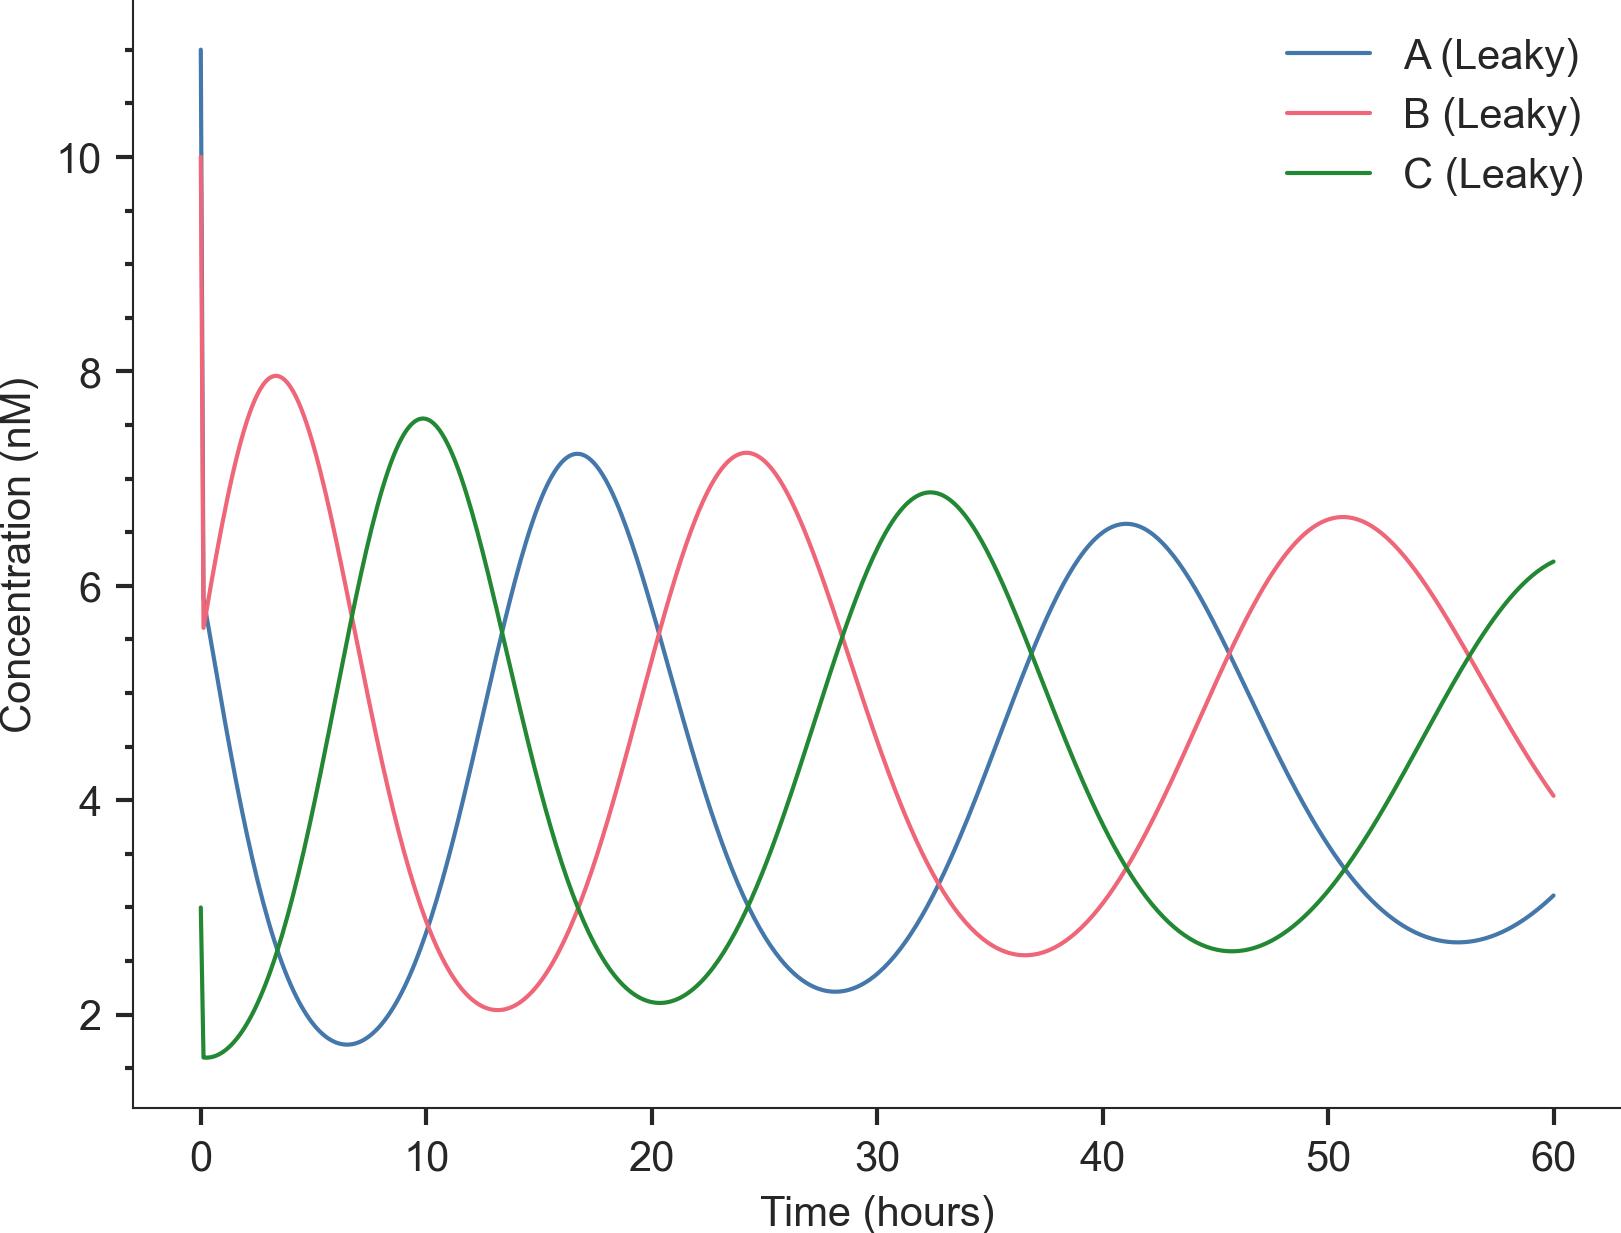 A (Leaky)
B (Leaky)
C (Leaky)
Concentration (nM)
10
8
6
4
2
0 10 20 30 40 50 60
Time (hours)